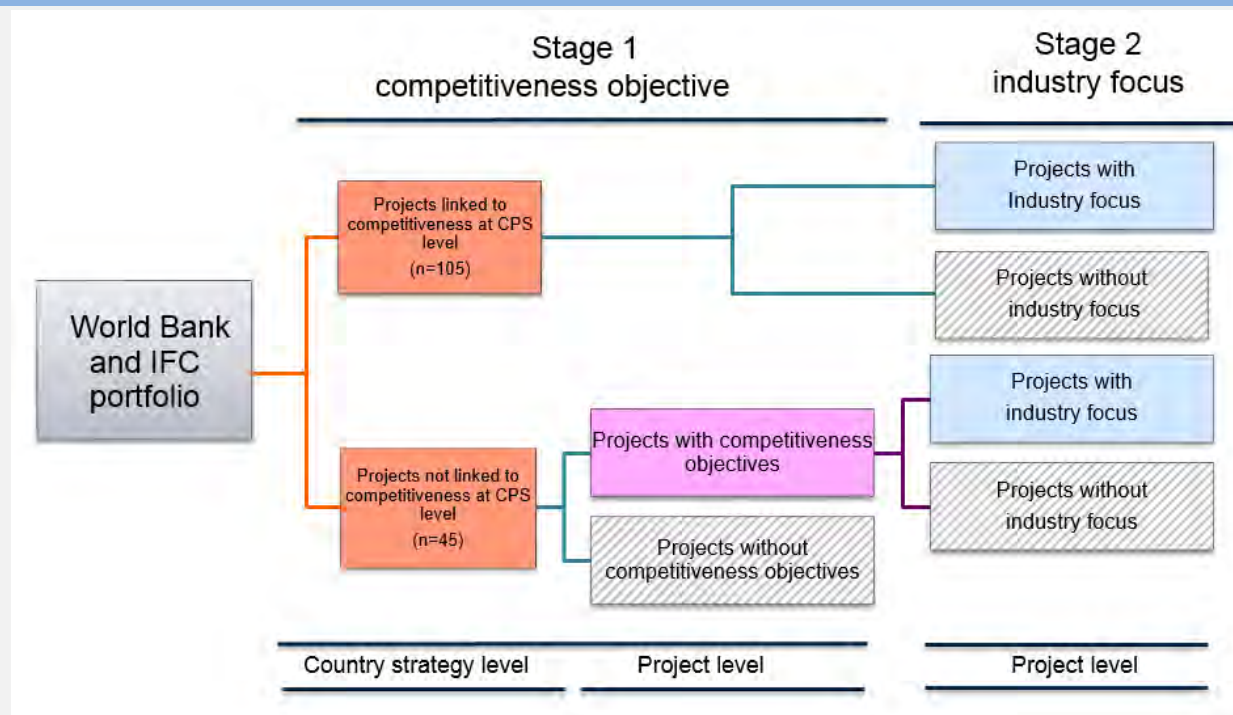 Stage 1
competitiveness objective
Stage 2
industry focus
World Bank
and IFC
portfolio
Projects linked to
competitiveness at CPS
level
(n=105)
Projects with
Industry focus
Projects without
industry focus
Projects not linked to
competitiveness at CPS
level
(n=45)
Projects with competitiveness
objectives
Projects without
competitiveness objectives
Projects with
industry focus
Projects without
industry focus
Country strategy level
Project level
Project level